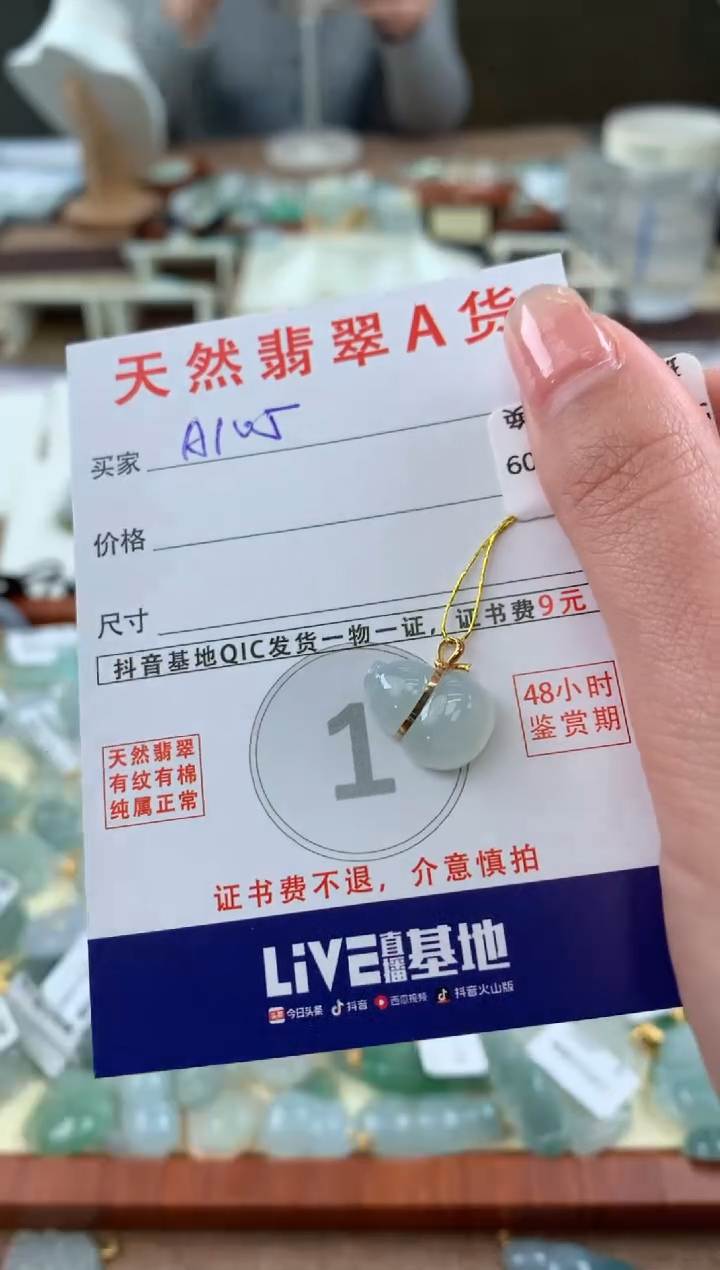 天然翡翠A货
买家 A1W5
60
价格
尺寸
抖音基地QIC发货一物一证，证书费9元
48小时
鉴赏期
天然翡翠
有纹有棉
纯属正常
1
证书费不退，介意慎拍
LiVE直播基地
头条 今日头条 抖音 西瓜视频 抖音火山版